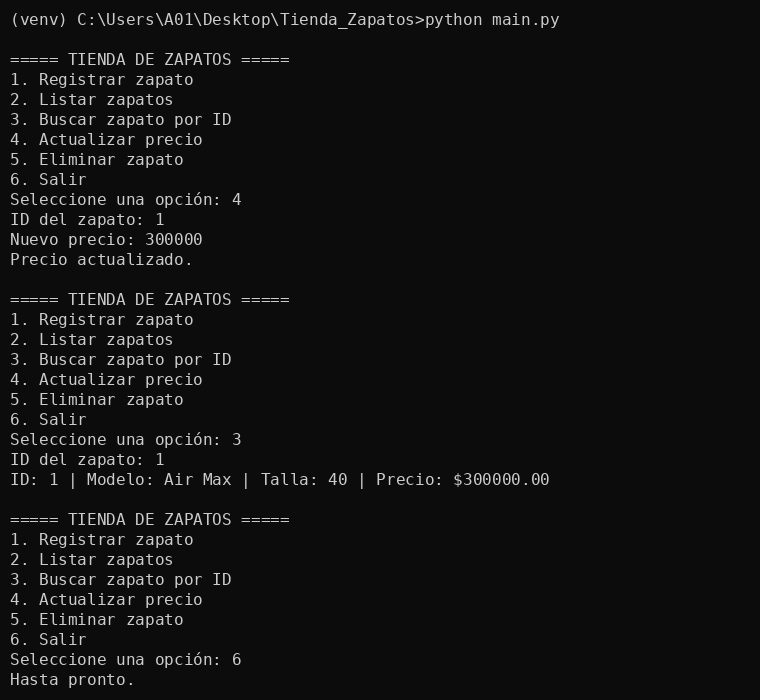 (venv) C:\Users\A01\Desktop\Tienda_Zapatos>python main.py

===== TIENDA DE ZAPATOS =====
1. Registrar zapato
2. Listar zapatos
3. Buscar zapato por ID
4. Actualizar precio
5. Eliminar zapato
6. Salir
Seleccione una opción: 4
ID del zapato: 1
Nuevo precio: 300000
Precio actualizado.

===== TIENDA DE ZAPATOS =====
1. Registrar zapato
2. Listar zapatos
3. Buscar zapato por ID
4. Actualizar precio
5. Eliminar zapato
6. Salir
Seleccione una opción: 3
ID del zapato: 1
ID: 1 | Modelo: Air Max | Talla: 40 | Precio: $300000.00

===== TIENDA DE ZAPATOS =====
1. Registrar zapato
2. Listar zapatos
3. Buscar zapato por ID
4. Actualizar precio
5. Eliminar zapato
6. Salir
Seleccione una opción: 6
Hasta pronto.